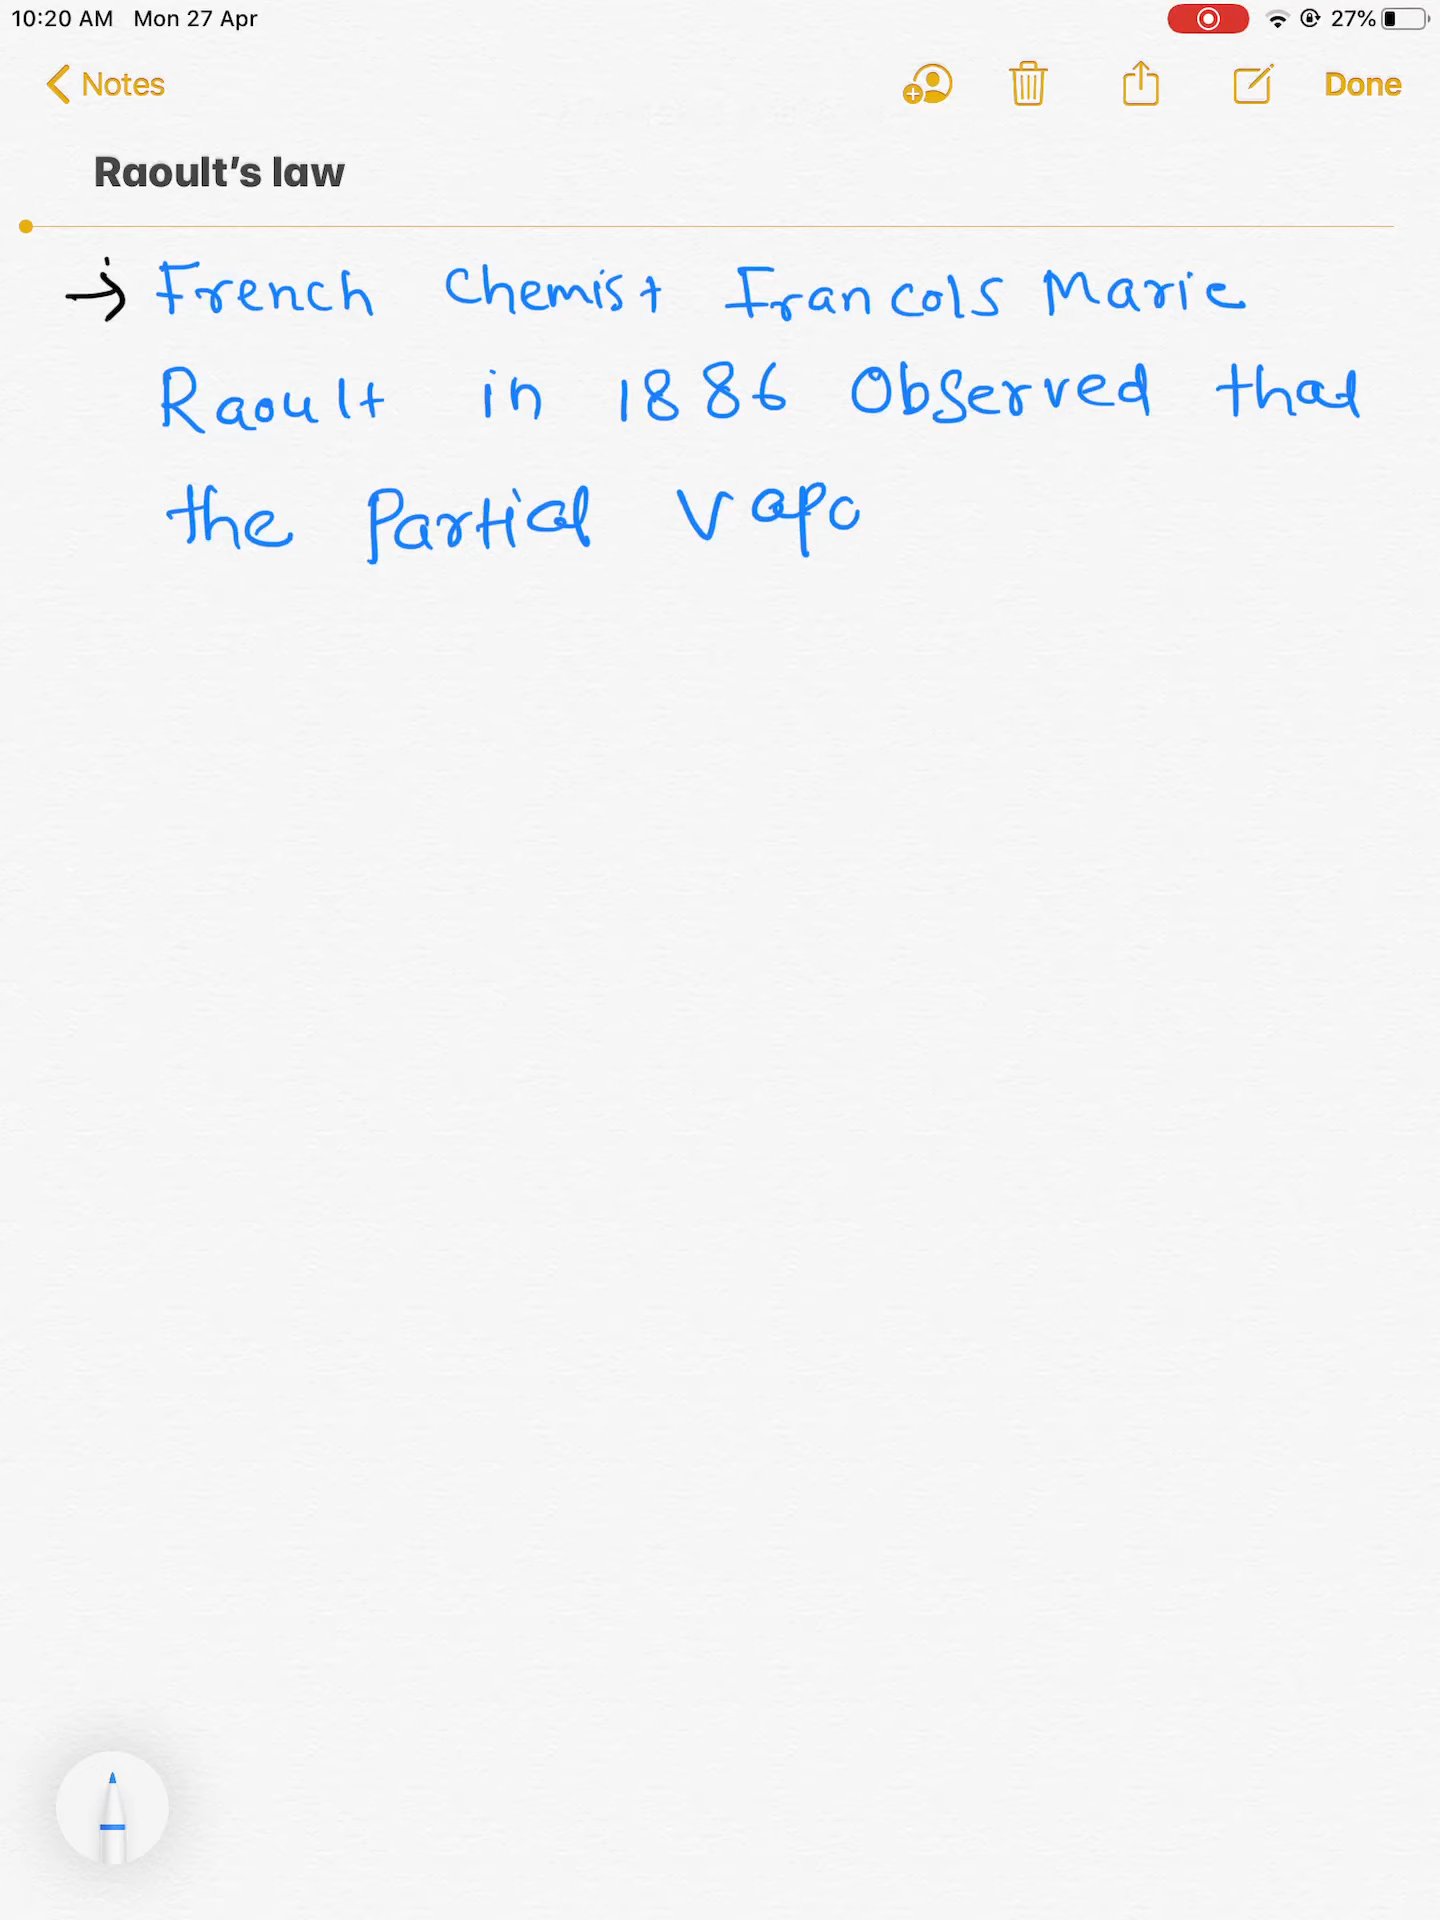 10:20 AM Mon 27 Apr 27%
Notes Done
Raoult's law
→ French Chemist Francols Marie
Raoult in 1886 Observed that
the Partial Vapo